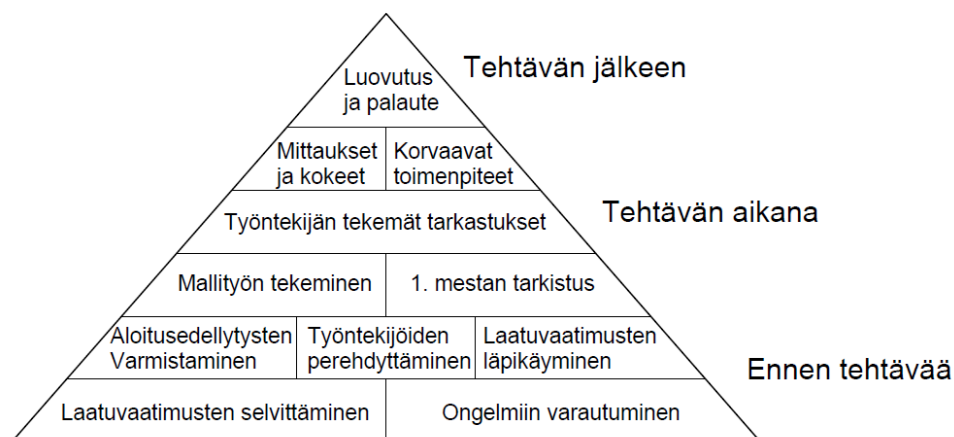 Luovutus
ja palaute
Tehtävän jälkeen
Mittaukset
ja kokeet
Korvaavat
toimenpiteet
Työntekijän tekemät tarkastukset
Tehtävän aikana
Mallityön tekeminen
1. mestan tarkistus
Aloitusedellytysten
Varmistaminen
Työntekijöiden
perehdyttäminen
Laatuvaatimusten
läpikäyminen
Ennen tehtävää
Laatuvaatimusten selvittäminen
Ongelmiin varautuminen